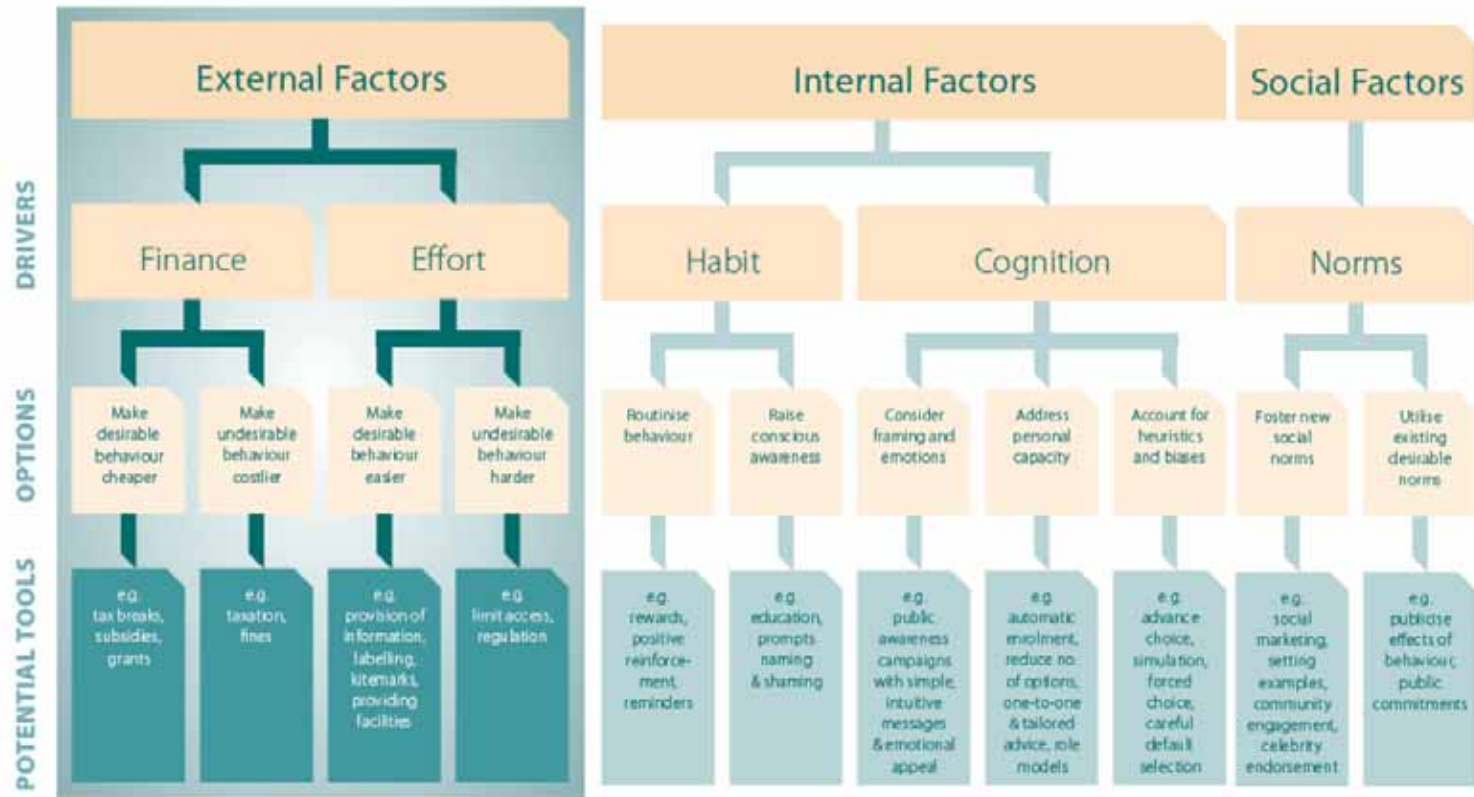 External Factors
Internal Factors
Social Factors
DRIVERS
Finance
Effort
Habit
Cognition
Norms
OPTIONS
Make
desirable
behaviour
cheaper
Make
undesirable
behaviour
costlier
Make
desirable
behaviour
easier
Make
undesirable
behaviour
harder
Routinise
behaviour
Raise
conscious
awareness
Consider
framing and
emotions
Address
personal
capacity
Account for
heuristics
and biases
Foster new
social
norms
Utilise
existing
desirable
norms
POTENTIAL TOOLS
e.g.
tax breaks,
subsidies,
grants
e.g.
taxation,
fines
e.g.
provision of
information,
labelling,
kitemarks,
providing
facilities
e.g.
limit access,
regulation
e.g.
rewards,
positive
reinforce-
ment,
reminders
e.g.
education,
prompts
naming
& shaming
e.g.
public
awareness
campaigns
with simple,
intuitive
messages
& emotional
appeal
e.g.
automatic
enrolment,
reduce no.
of options,
one-to-one
& tailored
advice, role
models
e.g.
advance
choice,
simulation,
forced
choice,
careful
default
selection
e.g.
social
marketing,
setting
examples,
community
engagement,
celebrity
endorsement
e.g.
publicise
effects of
behaviour,
public
commitments